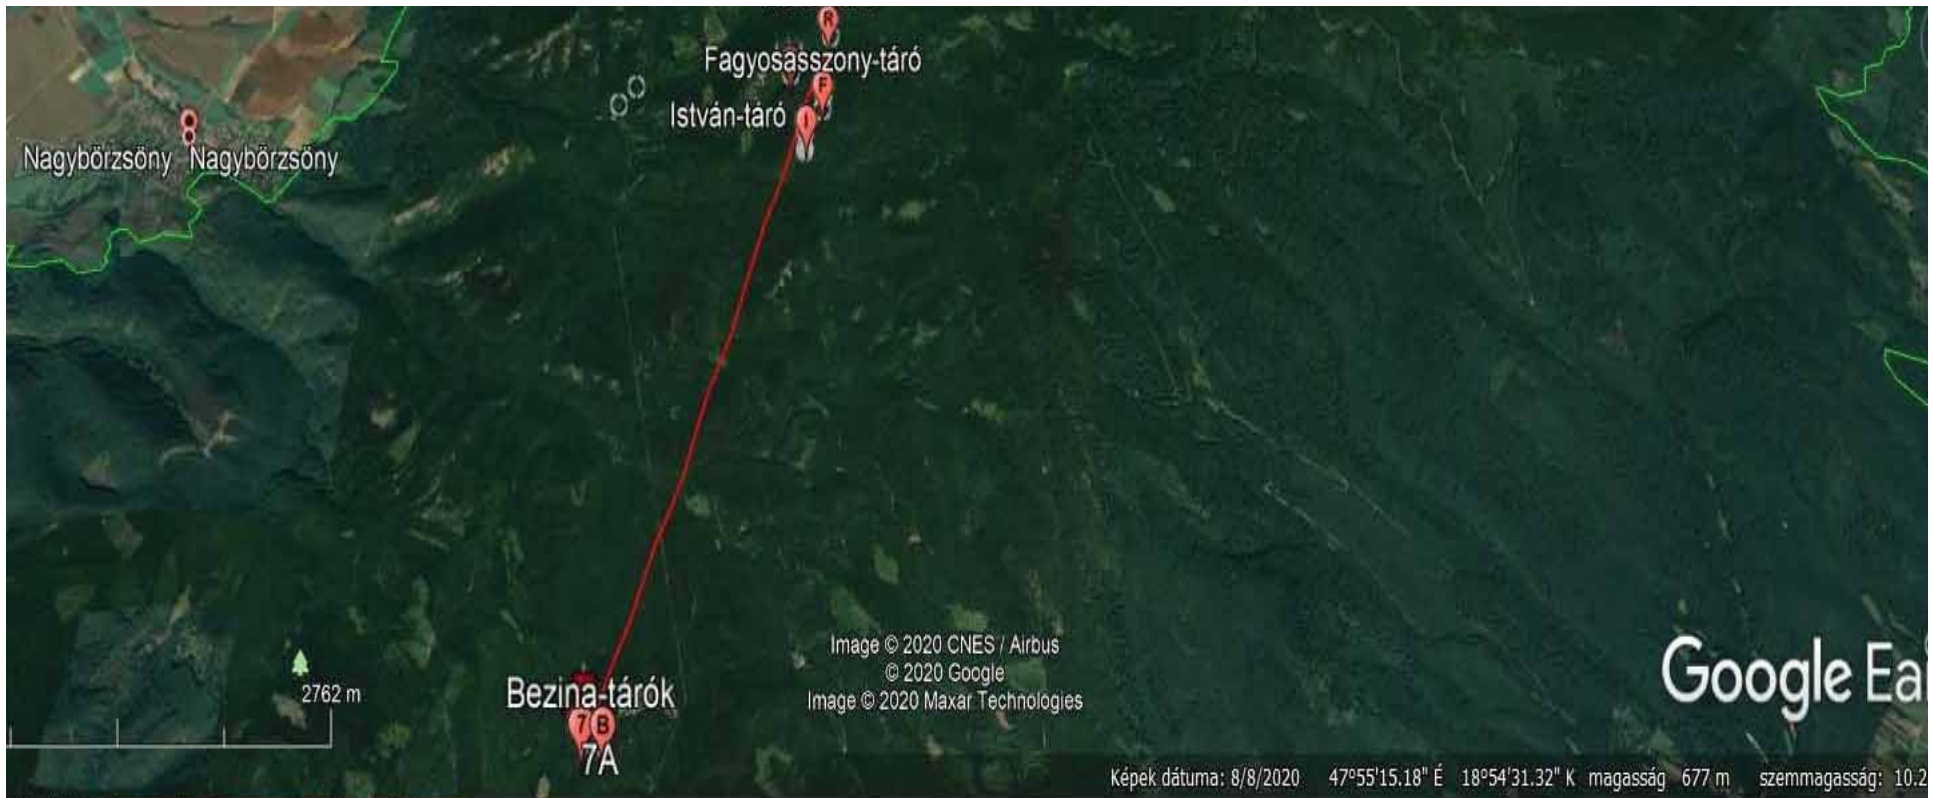 R
Fagyosasszony-táró
F
István-táró
I
Nagybörzsöny Nagybörzsöny
Image © 2020 CNES / Airbus
© 2020 Google
Image © 2020 Maxar Technologies
Google Ea
2762 m
Bezina-tárók
7 B
7A
Képek dátuma: 8/8/2020 47°55'15.18" É 18°54'31.32" K magasság 677 m szemmagasság: 10.2